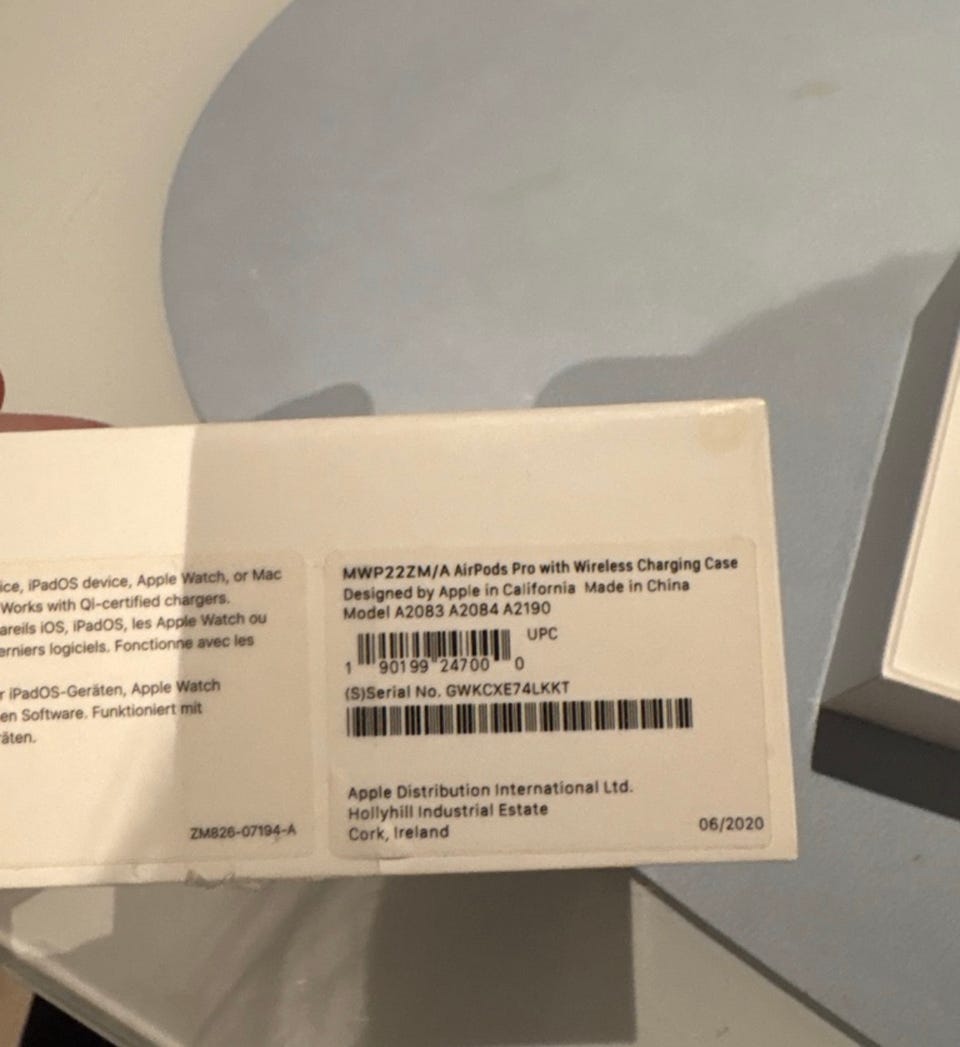 ice, iPadOS device, Apple Watch, or Mac
Works with Qi-certified chargers.
areils iOS, iPadOS, les Apple Watch ou
erniers logiciels. Fonctionne avec les
r iPadOS-Geräten, Apple Watch
en Software. Funktioniert mit
äten.
ZM826-07194-A
MWP22ZM/A AirPods Pro with Wireless Charging Case
Designed by Apple in California Made in China
Model A2083 A2084 A2190
UPC
1 90199 24700 0
(S)Serial No. GWKCXE74LKKT
Apple Distribution International Ltd.
Hollyhill Industrial Estate
Cork, Ireland
06/2020